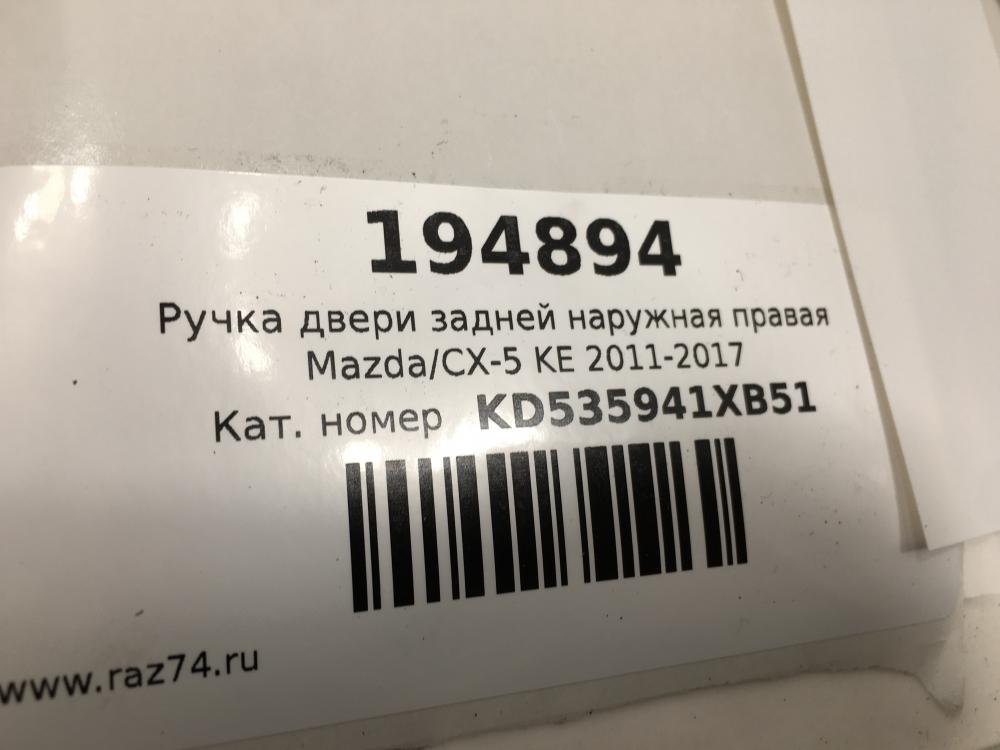 194894
Ручка двери задней наружная правая
Mazda/CX-5 KE 2011-2017
Кат. номер KD535941XB51
www.raz74.ru